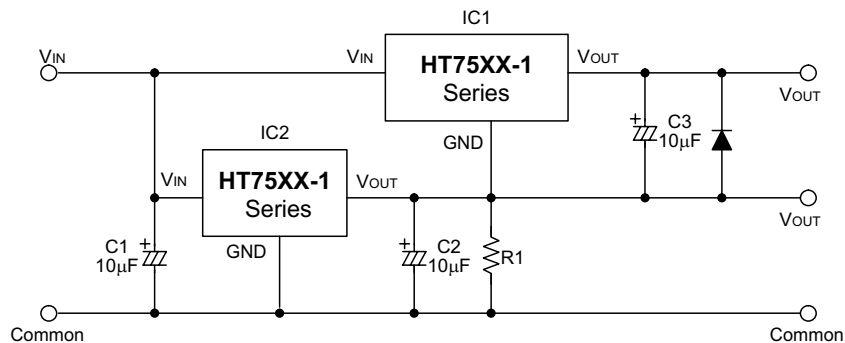 IC1
VIN
VIN
HT75XX-1
Series
VOUT
VOUT
GND
C3
10μF
IC2
VIN
HT75XX-1
Series
VOUT
VOUT
GND
C1
10μF
C2
10μF
R1
Common
Common